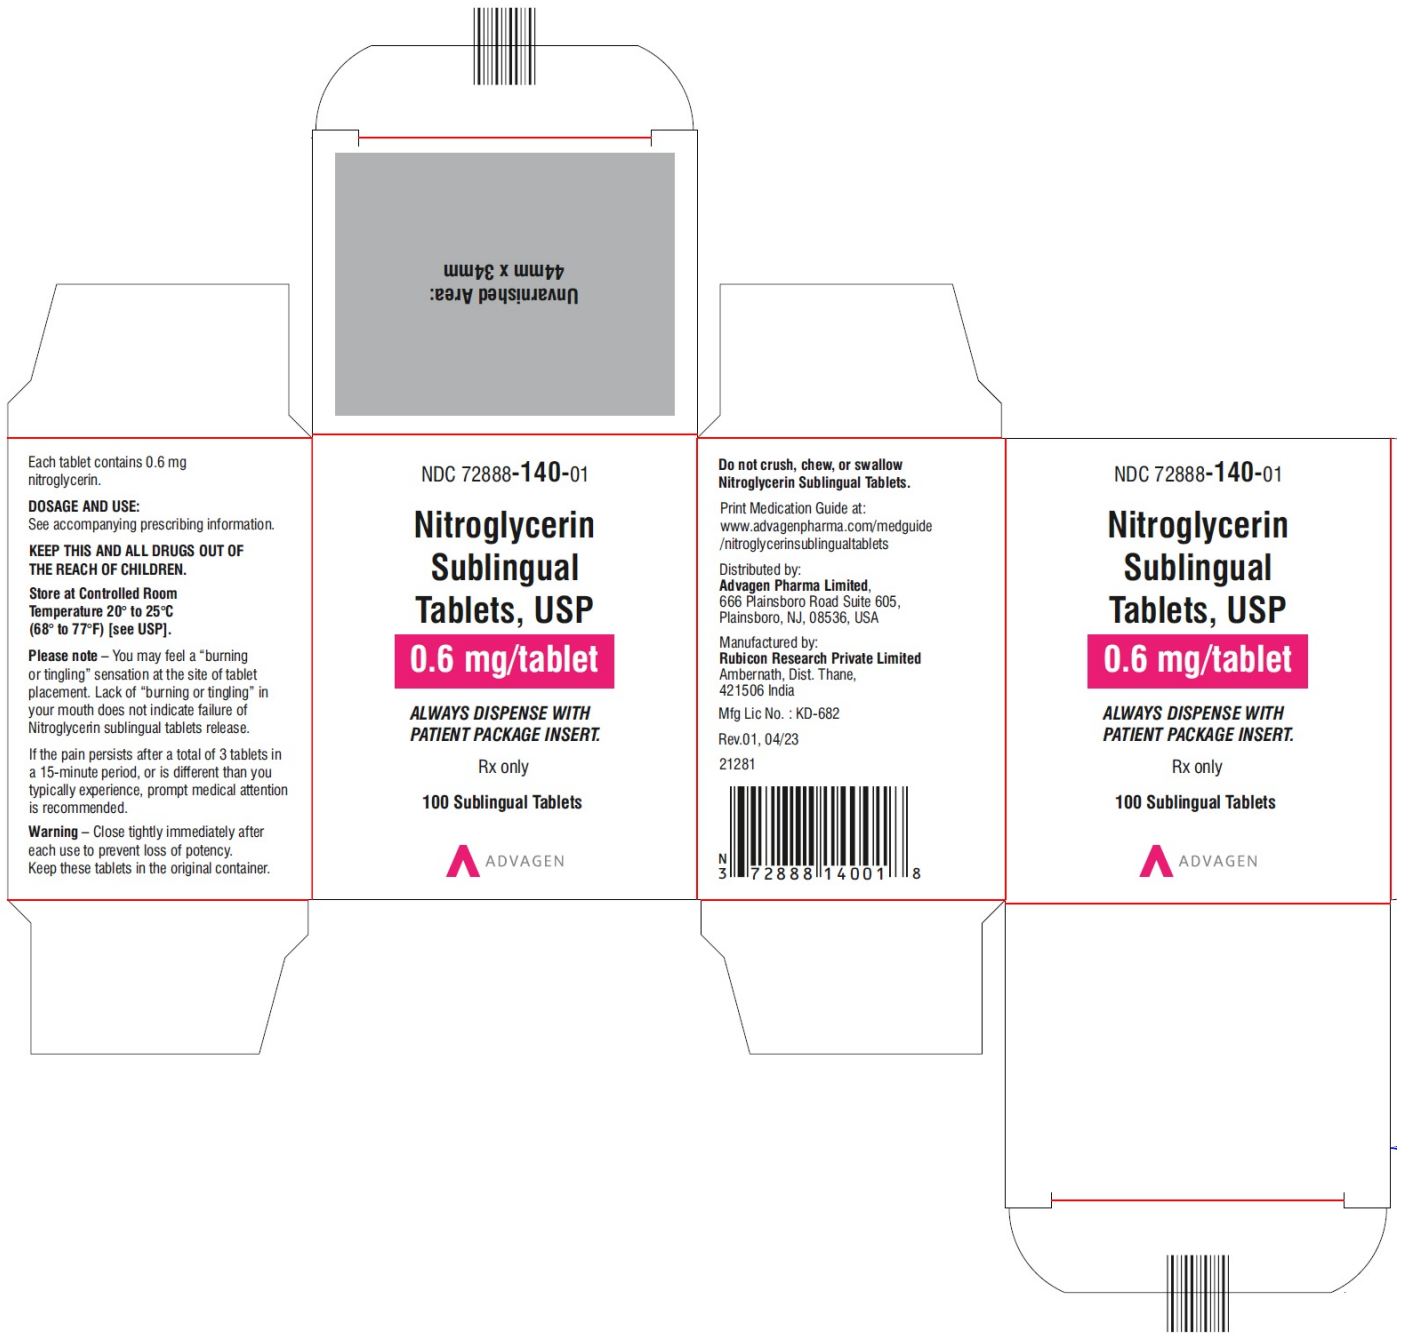 Unvarnished Area:
44mm x 34mm
Each tablet contains 0.6 mg
nitroglycerin.
DOSAGE AND USE:
See accompanying prescribing information.
KEEP THIS AND ALL DRUGS OUT OF
THE REACH OF CHILDREN.
Store at Controlled Room
Temperature 20° to 25°C
(68° to 77°F) [see USP].
Please note – You may feel a “burning
or tingling” sensation at the site of tablet
placement. Lack of “burning or tingling” in
your mouth does not indicate failure of
Nitroglycerin sublingual tablets release.
If the pain persists after a total of 3 tablets in
a 15-minute period, or is different than you
typically experience, prompt medical attention
is recommended.
Warning – Close tightly immediately after
each use to prevent loss of potency.
Keep these tablets in the original container.
NDC 72888-140-01
Nitroglycerin
Sublingual
Tablets, USP
0.6 mg/tablet
ALWAYS DISPENSE WITH
PATIENT PACKAGE INSERT.
Rx only
100 Sublingual Tablets
ADVAGEN
Do not crush, chew, or swallow
Nitroglycerin Sublingual Tablets.
Print Medication Guide at:
www.advagenpharma.com/medguide
/nitroglycerinsublingualtablets
Distributed by:
Advagen Pharma Limited,
666 Plainsboro Road Suite 605,
Plainsboro, NJ, 08536, USA
Manufactured by:
Rubicon Research Private Limited
Ambernath, Dist. Thane,
421506 India
Mfg Lic No. : KD-682
Rev.01, 04/23
21281
N
3 72888 14001 8
NDC 72888-140-01
Nitroglycerin
Sublingual
Tablets, USP
0.6 mg/tablet
ALWAYS DISPENSE WITH
PATIENT PACKAGE INSERT.
Rx only
100 Sublingual Tablets
ADVAGEN